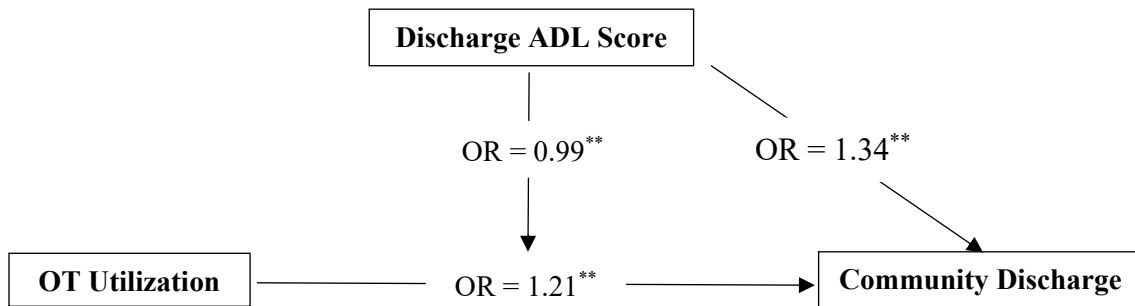 Discharge ADL Score
OR = 0.99**
OR = 1.34**
OT Utilization
OR = 1.21**
Community Discharge